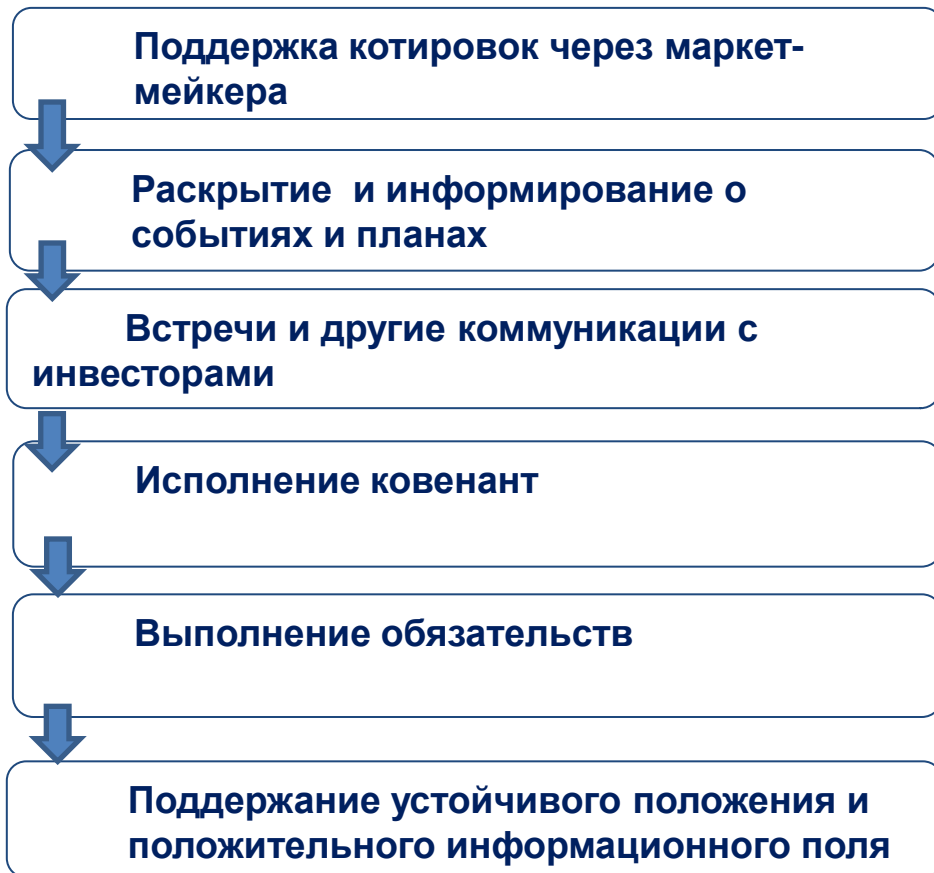 Поддержка котировок через маркет-
мейкера
Раскрытие и информирование о
событиях и планах
Встречи и другие коммуникации с
инвесторами
Исполнение ковенант
Выполнение обязательств
Поддержание устойчивого положения и
положительного информационного поля